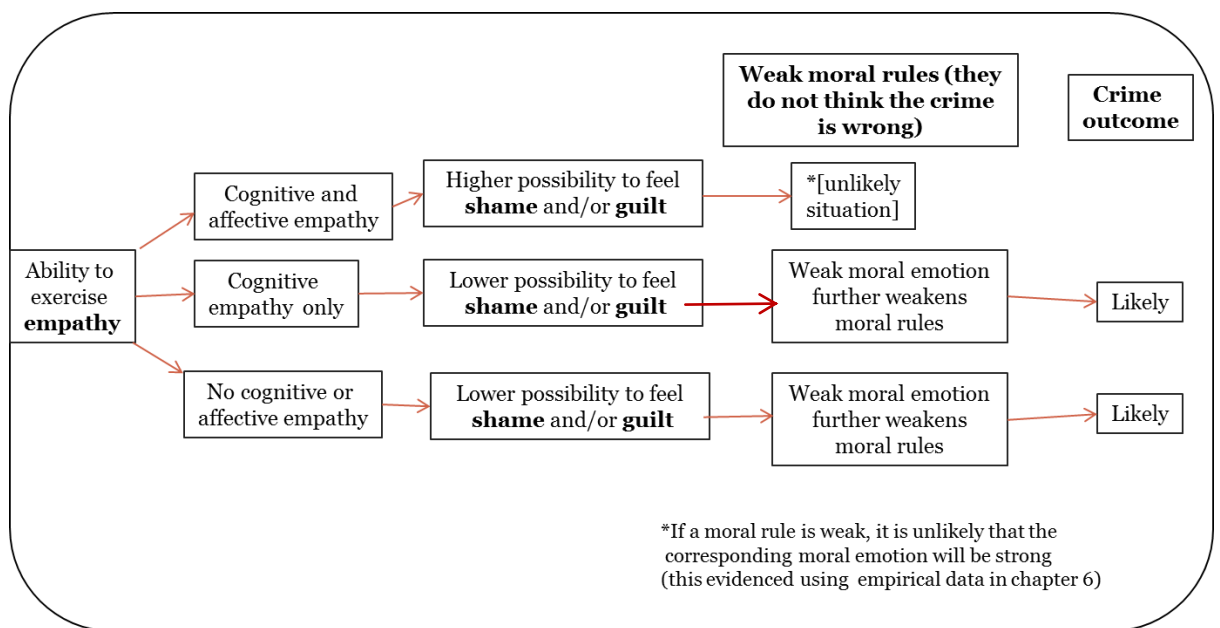 Weak moral rules (they
do not think the crime
is wrong)
Crime
outcome
Cognitive and
affective empathy
Higher possibility to feel
shame and/or guilt
*[unlikely
situation]
Ability to
exercise
empathy
Cognitive
empathy only
Lower possibility to feel
shame and/or guilt
Weak moral emotion
further weakens
moral rules
Likely
No cognitive or
affective empathy
Lower possibility to feel
shame and/or guilt
Weak moral emotion
further weakens
moral rules
Likely
*If a moral rule is weak, it is unlikely that the
corresponding moral emotion will be strong
(this evidenced using empirical data in chapter 6)